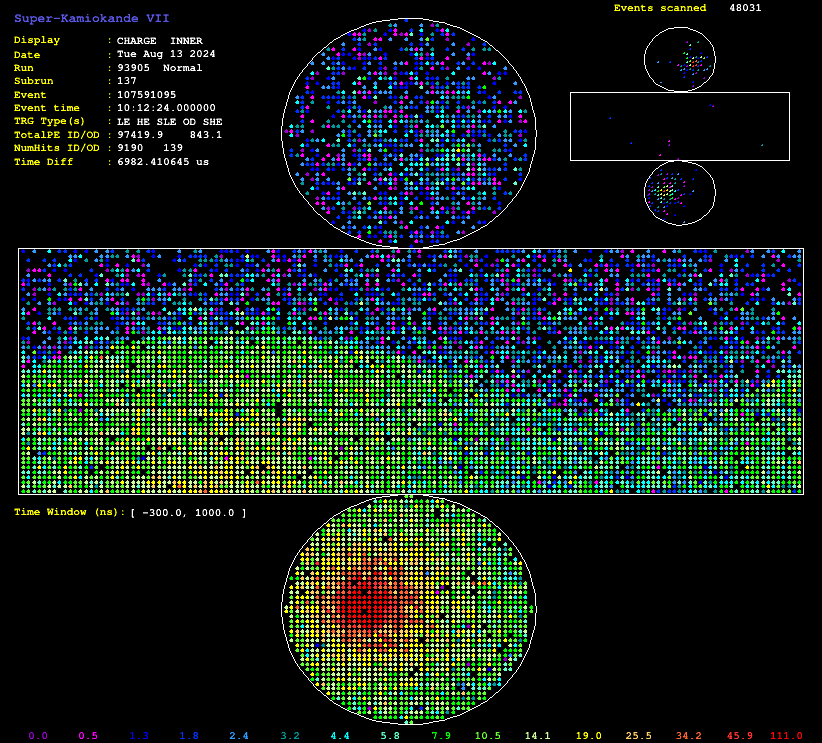 Super-Kamiokande VII
Events scanned 48031
Display : CHARGE INNER
Date : Tue Aug 13 2024
Run : 93905 Normal
Subrun : 137
Event : 107591095
Event time : 10:12:24.000000
TRG Type(s) : LE HE SLE OD SHE
TotalPE ID/OD : 97419.9 843.1
NumHits ID/OD : 9190 139
Time Diff : 6982.410645 us
Time Window (ns): [ -300.0, 1000.0 ]
0.0 0.5 1.3 1.8 2.4 3.2 4.4 5.8 7.9 10.5 14.1 19.0 25.5 34.2 45.9 111.0